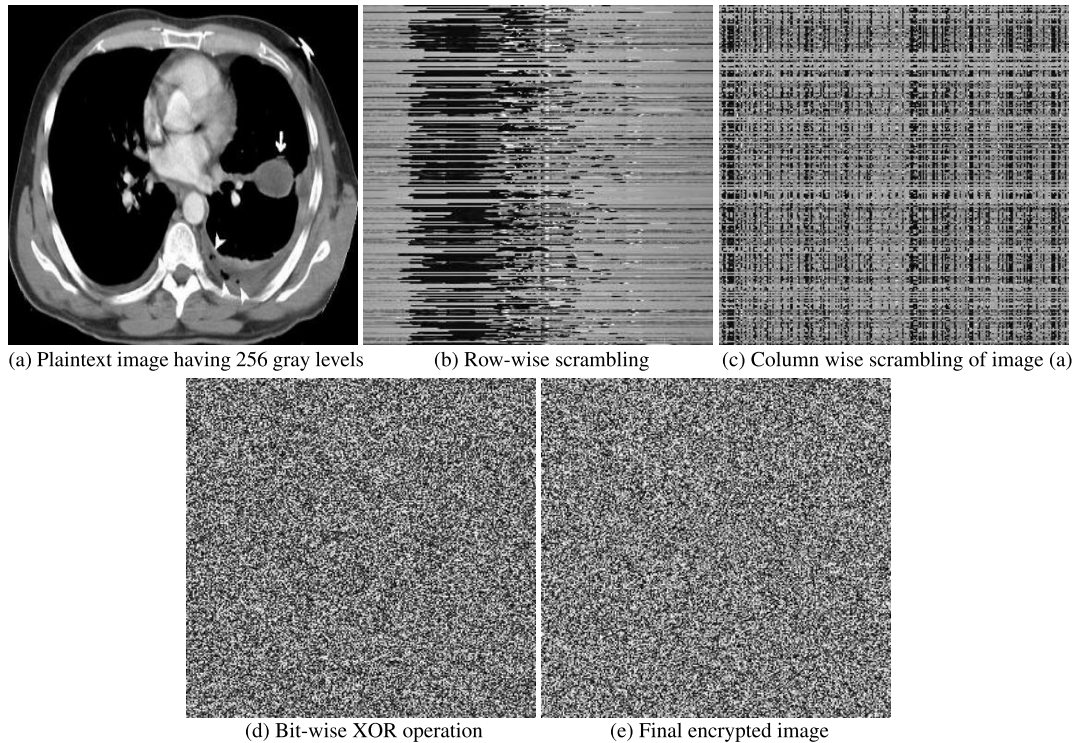 (a) Plaintext image having 256 gray levels
(b) Row-wise scrambling
(c) Column wise scrambling of image (a)
(d) Bit-wise XOR operation
(e) Final encrypted image